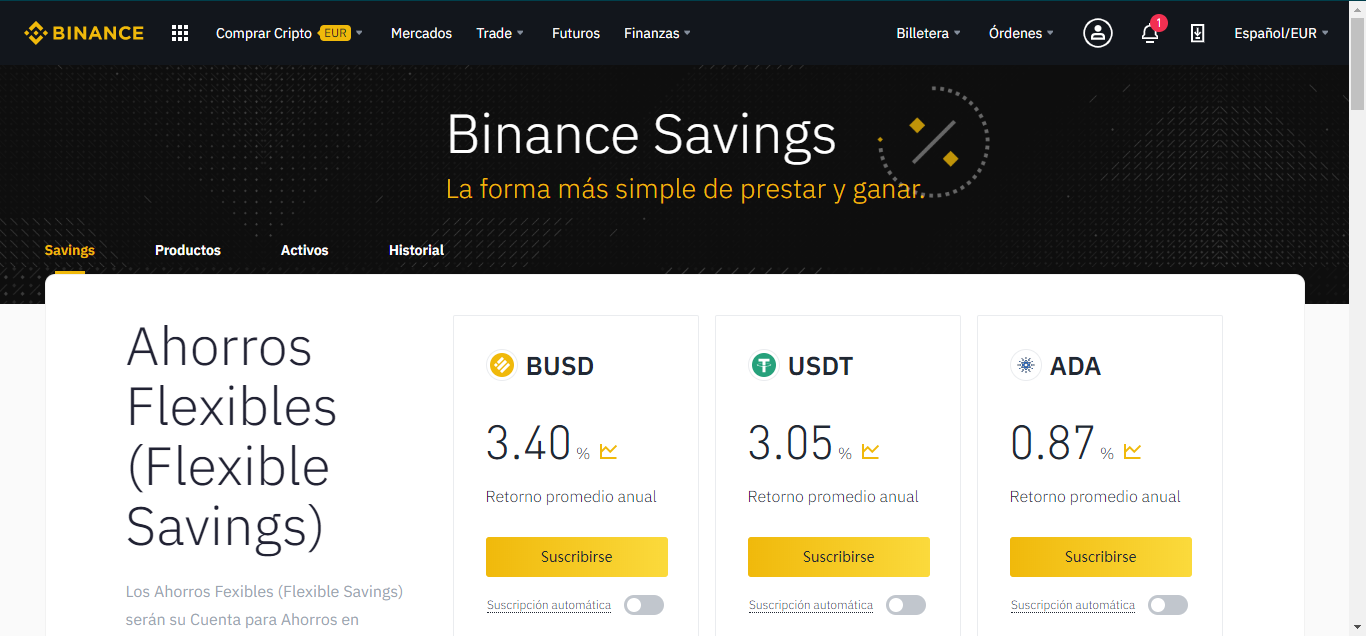 BINANCE Comprar Cripto EUR Mercados Trade Futuros Finanzas Billetera Órdenes 1 Español/EUR
Binance Savings
La forma más simple de prestar y ganar.
Savings Productos Activos Historial
Ahorros
Flexibles
(Flexible
Savings)
Los Ahorros Fexibles (Flexible Savings)
serán su Cuenta para Ahorros en
BUSD
3.40 %
Retorno promedio anual
Suscribirse
Suscripción automática
USDT
3.05 %
Retorno promedio anual
Suscribirse
Suscripción automática
ADA
0.87 %
Retorno promedio anual
Suscribirse
Suscripción automática